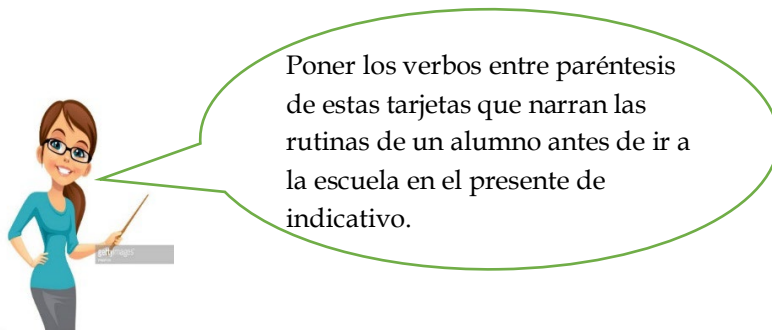 Poner los verbos entre paréntesis
de estas tarjetas que narran las
rutinas de un alumno antes de ir a
la escuela en el presente de
indicativo.
gettyimages